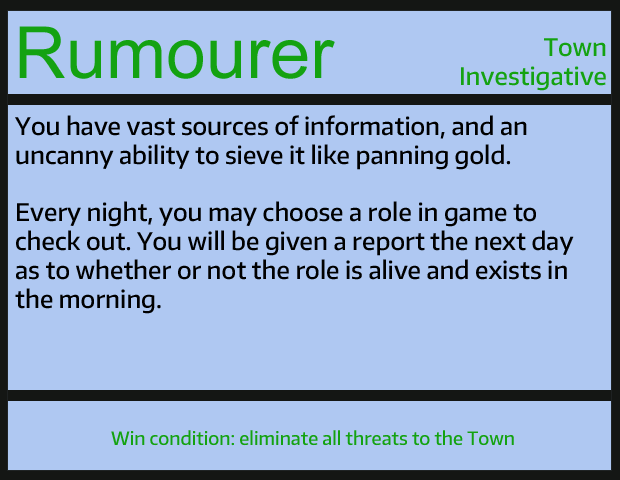 Rumourer
Town
Investigative
You have vast sources of information, and an
uncanny ability to sieve it like panning gold.
Every night, you may choose a role in game to
check out. You will be given a report the next day
as to whether or not the role is alive and exists in
the morning.
Win condition: eliminate all threats to the Town